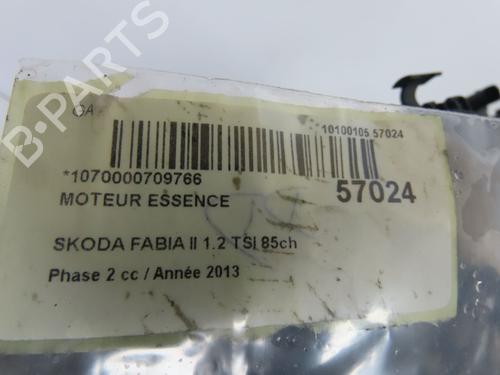 GA
10100105 57024
*1070000709766
57024
MOTEUR ESSENCE
SKODA FABIA II 1.2 TSI 85ch
Phase 2 cc / Année 2013
B-PARTS